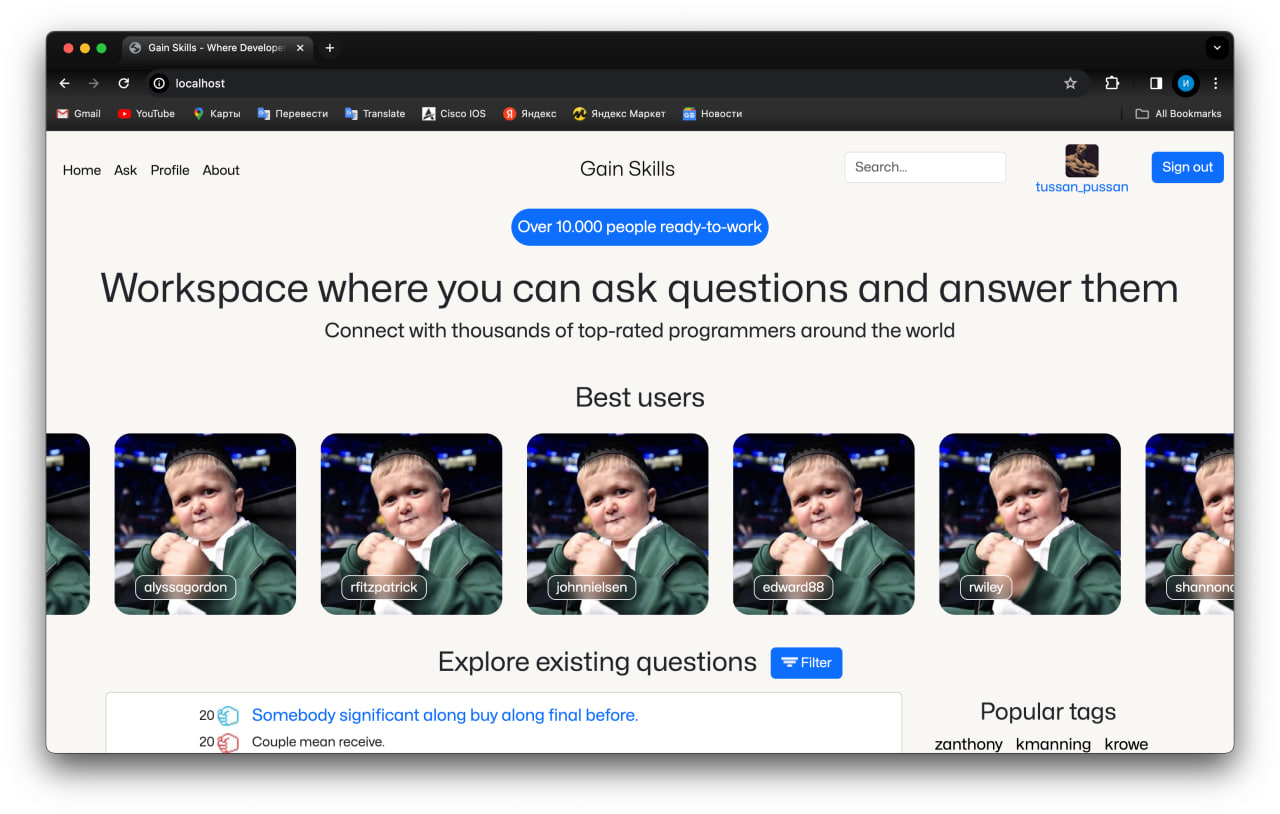 Gain Skills - Where Develope
localhost
Gmail YouTube Карты Перевести Translate Cisco IOS Яндекс Яндекс Маркет Новости All Bookmarks
Home Ask Profile About Gain Skills Search... tussan_pussan Sign out
Over 10.000 people ready-to-work
Workspace where you can ask questions and answer them
Connect with thousands of top-rated programmers around the world
Best users
alyssagordon rfitzpatrick johnnielsen edward88 rwiley shannon
Explore existing questions Filter
20 Somebody significant along buy along final before.
20 Couple mean receive.
Popular tags
zanthony kmanning krowe